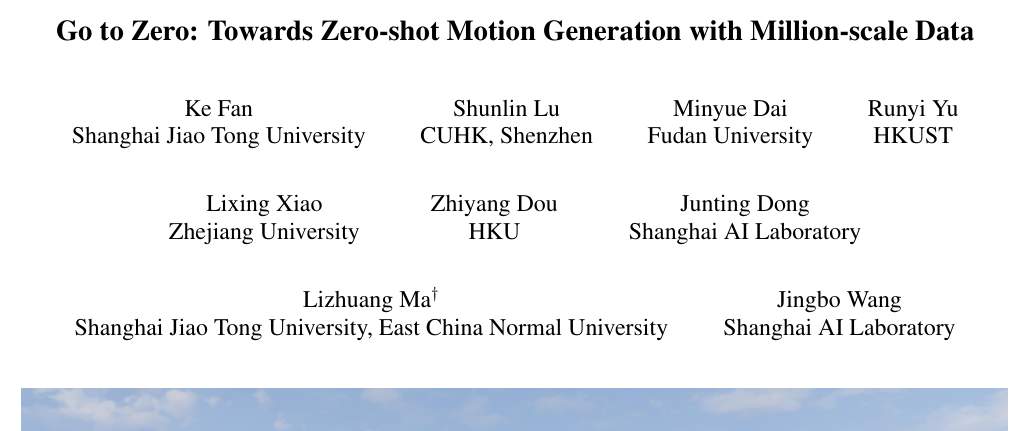 Go to Zero: Towards Zero-shot Motion Generation with Million-scale Data
Ke Fan Shunlin Lu Minyue Dai Runyi Yu
Shanghai Jiao Tong University CUHK, Shenzhen Fudan University HKUST
Lixing Xiao Zhiyang Dou Junting Dong
Zhejiang University HKU Shanghai AI Laboratory
Lizhuang Ma† Jingbo Wang
Shanghai Jiao Tong University, East China Normal University Shanghai AI Laboratory